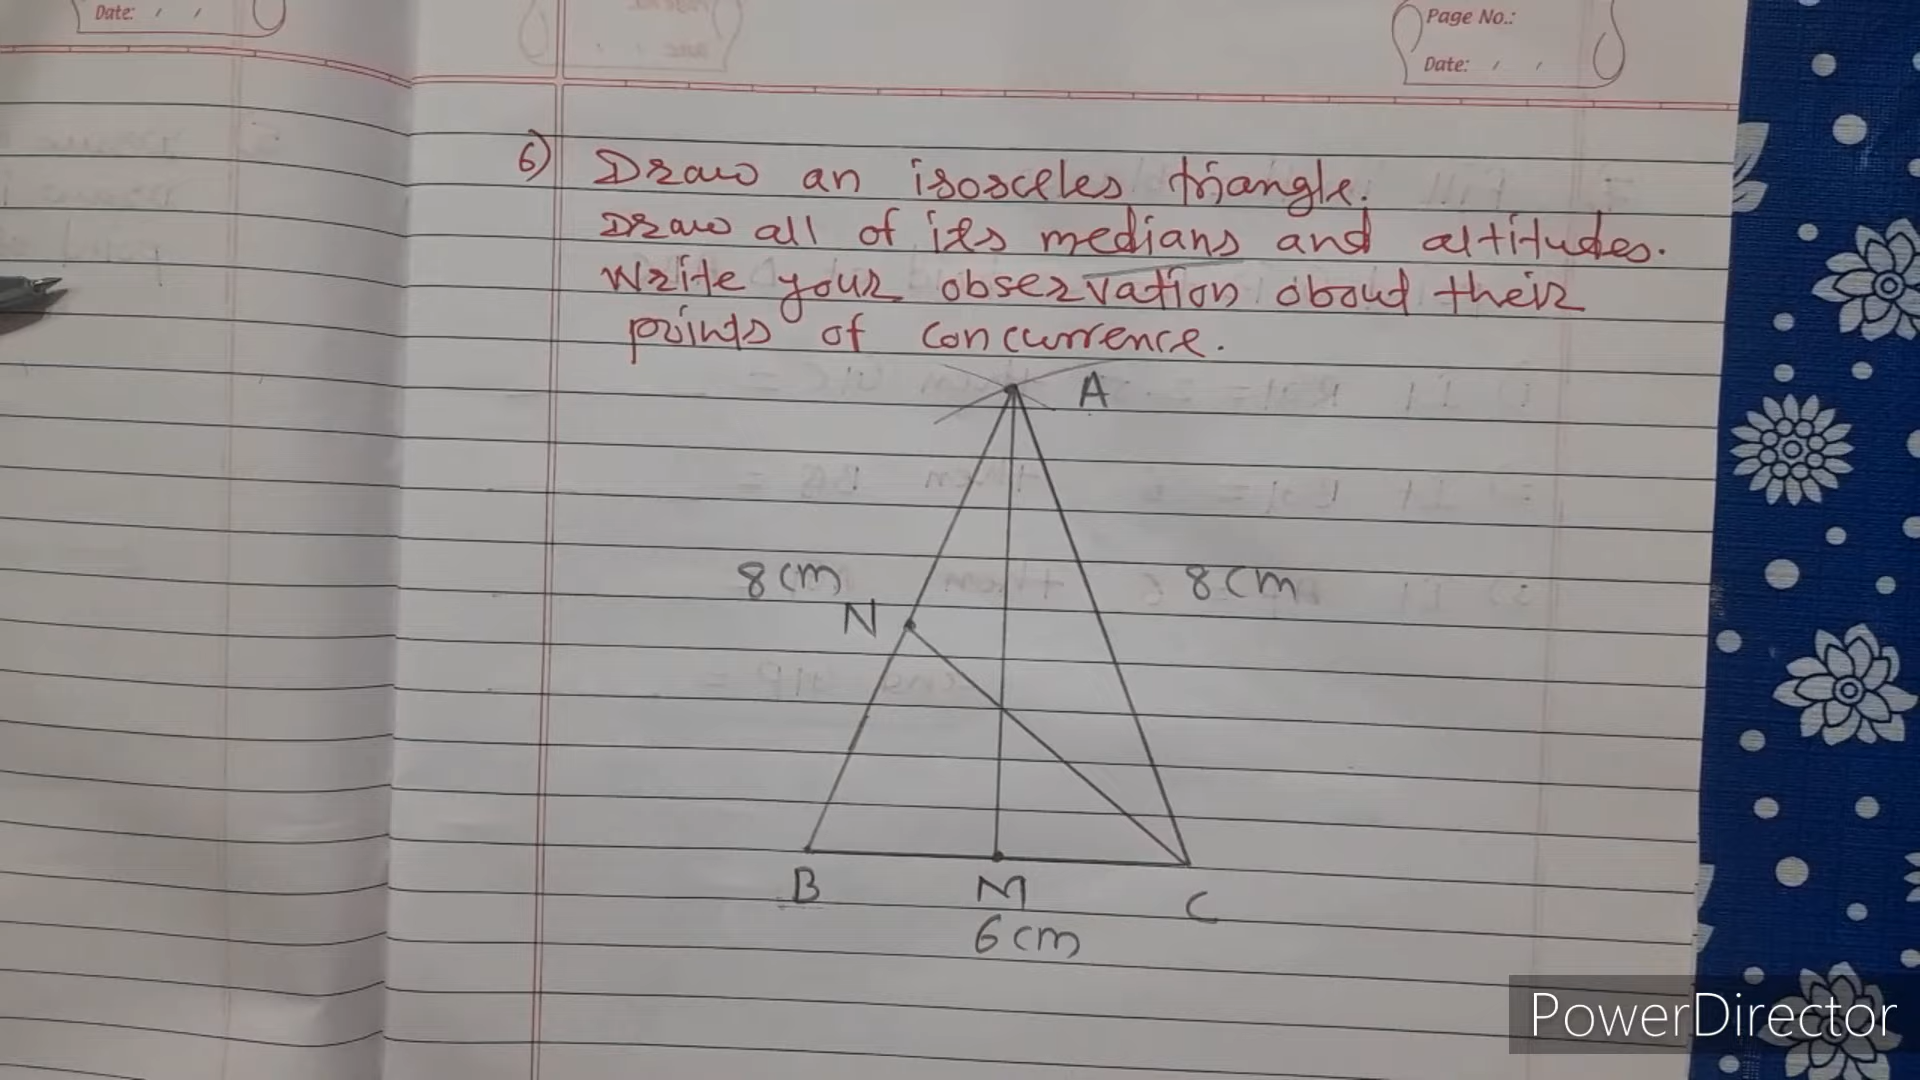 Date:
Page No.:
Date:
6) Draw an isosceles triangle.
Draw all of its medians and altitudes.
Write your observation about their
points of concurrence.
A
8 cm
8 cm
N
B
M
C
6 cm
PowerDirector